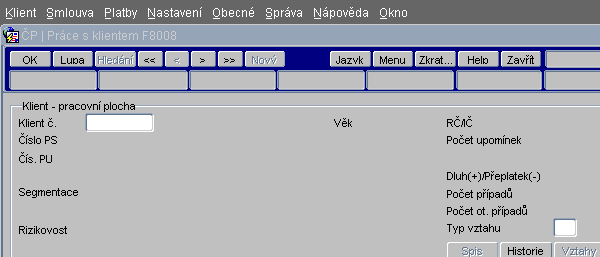 Klient Smlouva Platby Nastavení Obecné Správa Nápověda Okno
ČP | Práce s klientem F8008
OK Lupa Hledání << < > >> Nový Jazyk Menu Zkrat... Help Zavřít
Klient - pracovní plocha
Klient č. Věk RČ/IČ
Číslo PS Počet upomínek
Čís. PU
Dluh(+)/Přeplatek(-)
Segmentace Počet případů
Počet ot. případů
Rizikovost Typ vztahu
Spis Historie Vztahy